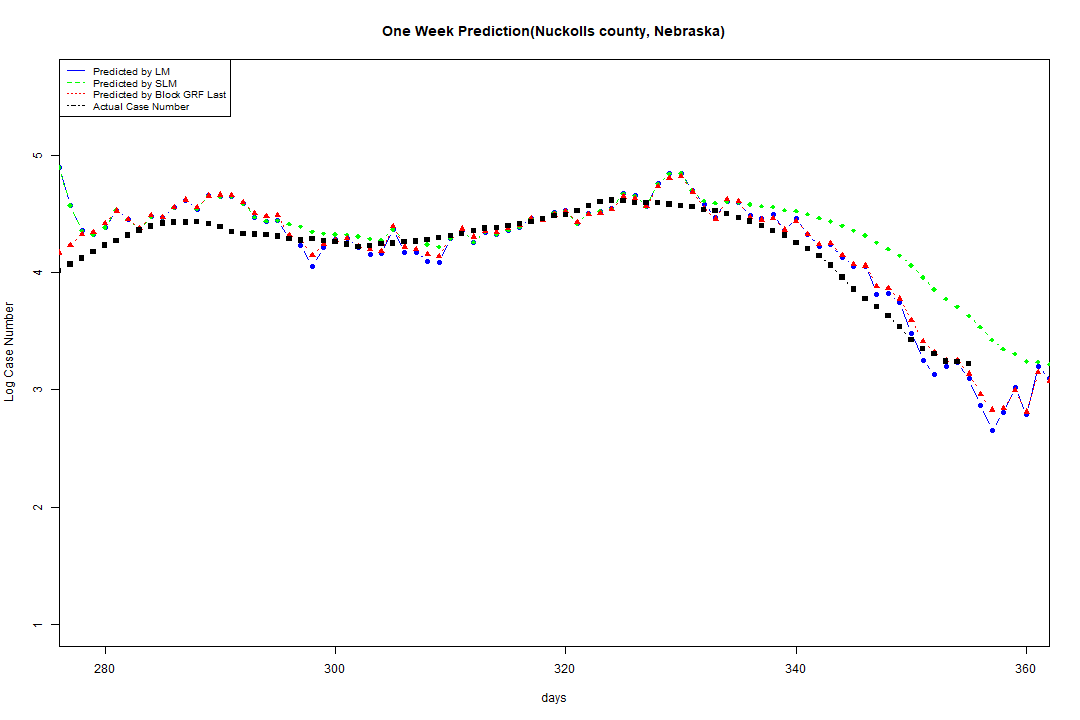 One Week Prediction(Nuckolls county, Nebraska)
Predicted by LM
Predicted by SLM
Predicted by Block GRF Last
Actual Case Number
5
4
3
2
1
Log Case Number
280 300 320 340 360
days